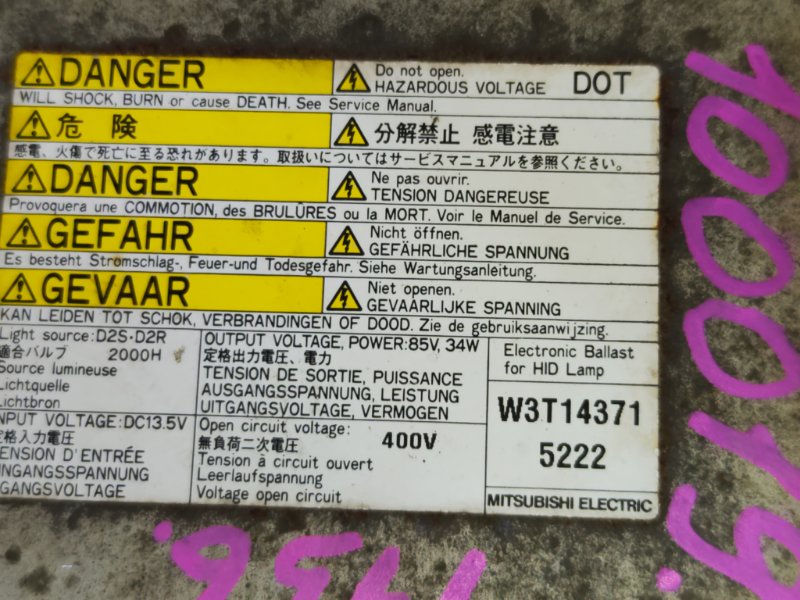 DANGER
Do not open.
HAZARDOUS VOLTAGE
DOT
WILL SHOCK, BURN or cause DEATH. See Service Manual.
危 険
分解禁止 感電注意
感電、火傷で死亡に至る恐れがあります。取扱いについてはサービスマニュアルを参照ください。
DANGER
Ne pas ouvrir.
TENSION DANGEREUSE
Provoquera une COMMOTION, des BRULÛRES ou la MORT. Voir le Manuel de Service.
GEFAHR
Nicht öffnen.
GEFÄHRLICHE SPANNUNG
Es besteht Stromschlag-, Feuer-und Todesgefahr. Siehe Wartungsanleitung.
GEVAAR
Niet openen.
GEVAARLIJKE SPANNING
KAN LEIDEN TOT SCHOK, VERBRANDINGEN OF DOOD. Zie de gebruiksaanwijzing.
Light source:D2S·D2R
適合バルブ 2000H
Source lumineuse
Lichtquelle
Lichtbron
OUTPUT VOLTAGE, POWER:85V, 34W
定格出力電圧、電力
TENSION DE SORTIE, PUISSANCE
AUSGANGSSPANNUNG, LEISTUNG
UITGANGSVOLTAGE, VERMOGEN
INPUT VOLTAGE:DC13.5V
定格入力電圧
TENSION D'ENTRÉE
INGANGSSPANNUNG
GANGSVOLTAGE
Open circuit voltage:
無負荷二次電圧 400V
Tension à circuit ouvert
Leerlaufspannung
Voltage open circuit
Electronic Ballast
for HID Lamp
W3T14371
5222
MITSUBISHI ELECTRIC
100019.